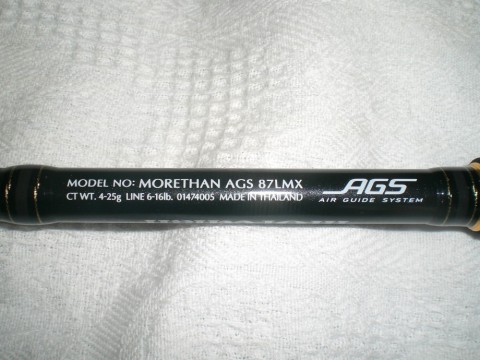 MODEL NO: MORETHAN AGS 87LMX
CT WT. 4-25g LINE 6-16lb. 01474005 MADE IN THAILAND
AGS
AIR GUIDE SYSTEM